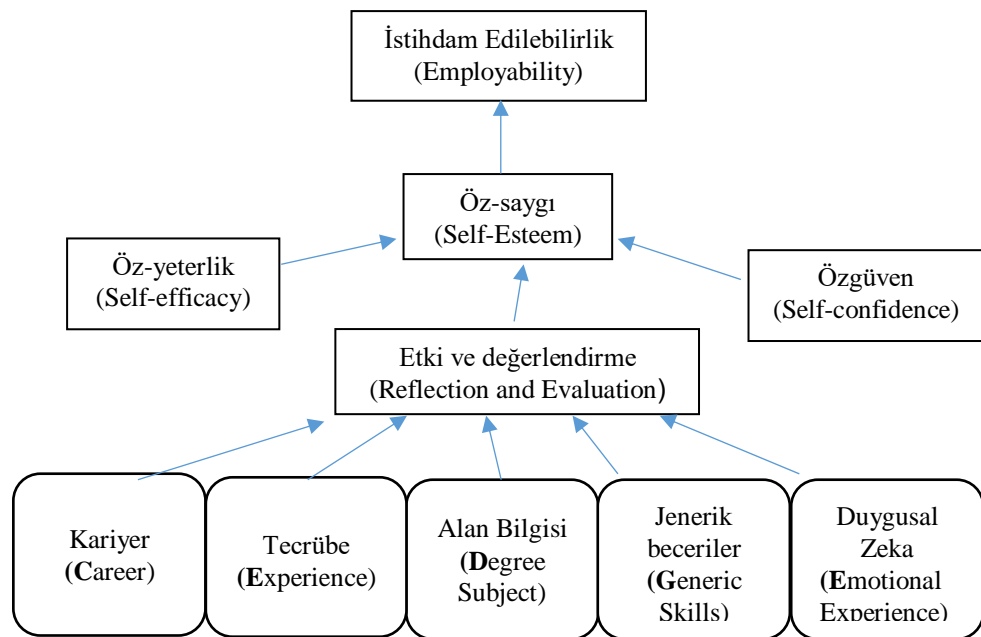 İstihdam Edilebilirlik
(Employability)
Öz-saygı
(Self-Esteem)
Öz-yeterlik
(Self-efficacy)
Özgüven
(Self-confidence)
Etki ve değerlendirme
(Reflection and Evaluation)
Kariyer
(Career)
Tecrübe
(Experience)
Alan Bilgisi
(Degree
Subject)
Jenerik
beceriler
(Generic
Skills)
Duygusal
Zeka
(Emotional
Experience)